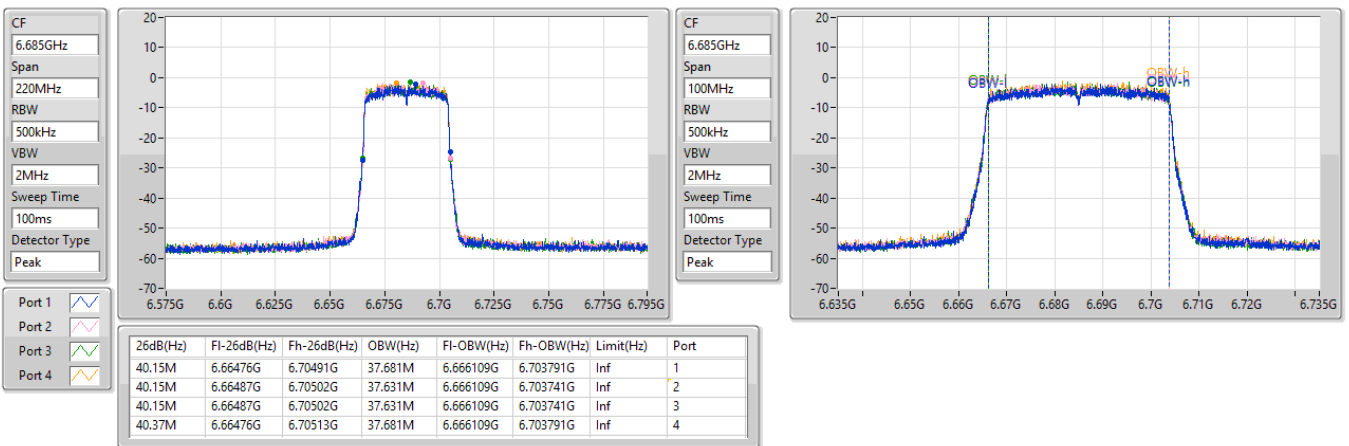 CF
6.685GHz
Span
220MHz
RBW
500kHz
VBW
2MHz
Sweep Time
100ms
Detector Type
Peak
20
10
0
-10
-20
-30
-40
-50
-60
-70
6.575G 6.6G 6.625G 6.65G 6.675G 6.7G 6.725G 6.75G 6.775G 6.795G
CF
6.685GHz
Span
100MHz
RBW
500kHz
VBW
2MHz
Sweep Time
100ms
Detector Type
Peak
20
10
0
-10
-20
-30
-40
-50
-60
-70
OBW-l
OBW-h
OBW-h
6.635G 6.65G 6.66G 6.67G 6.68G 6.69G 6.7G 6.71G 6.72G 6.735G
Port 1
Port 2
Port 3
Port 4
26dB(Hz) Fl-26dB(Hz) Fh-26dB(Hz) OBW(Hz) Fl-OBW(Hz) Fh-OBW(Hz) Limit(Hz) Port
40.15M 6.66476G 6.70491G 37.681M 6.666109G 6.703791G Inf 1
40.15M 6.66487G 6.70502G 37.631M 6.666109G 6.703741G Inf 2
40.15M 6.66487G 6.70502G 37.631M 6.666109G 6.703741G Inf 3
40.37M 6.66476G 6.70513G 37.681M 6.666109G 6.703791G Inf 4